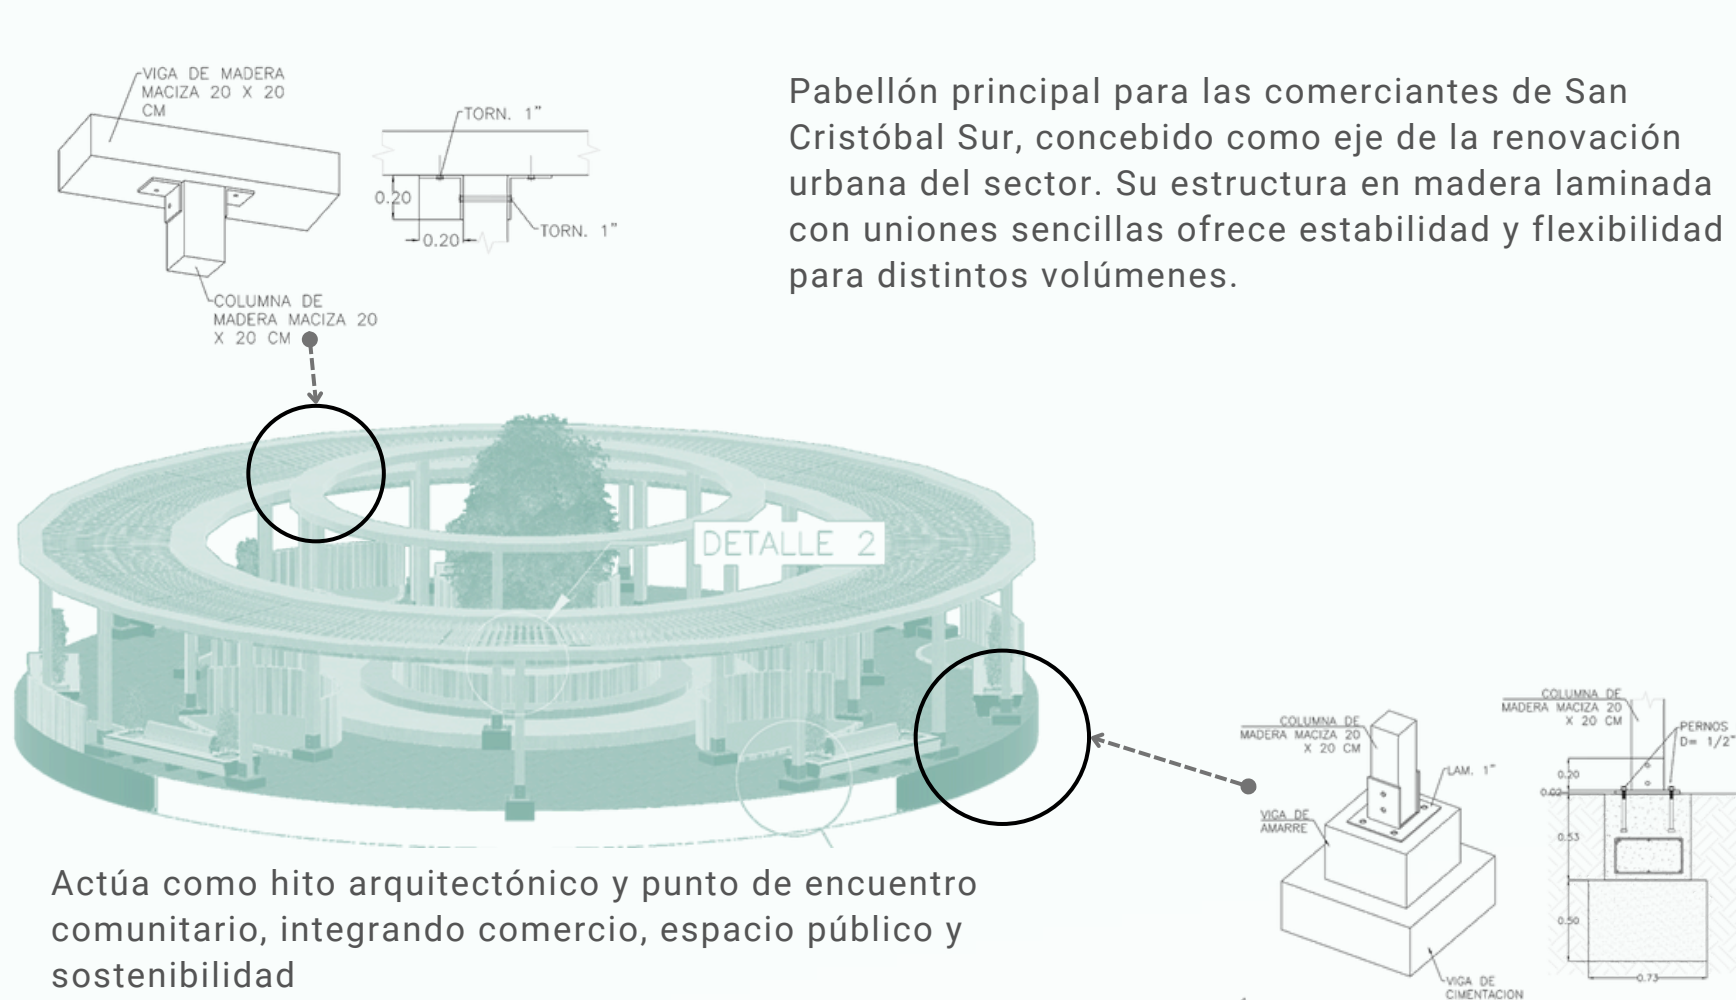 VIGA DE MADERA
MACIZA 20 X 20
CM
TORN. 1"
0.20
0.20
TORN. 1"
COLUMNA DE
MADERA MACIZA 20
X 20 CM
Pabellón principal para las comerciantes de San
Cristóbal Sur, concebido como eje de la renovación
urbana del sector. Su estructura en madera laminada
con uniones sencillas ofrece estabilidad y flexibilidad
para distintos volúmenes.
DETALLE 2
Actúa como hito arquitectónico y punto de encuentro
comunitario, integrando comercio, espacio público y
sostenibilidad
COLUMNA DE
MADERA MACIZA 20
X 20 CM
LAM. 1"
VIGA DE
AMARRE
VIGA DE
CIMENTACION
COLUMNA DE
MADERA MACIZA 20
X 20 CM
PERNOS
D= 1/2"
0.20
0.02
0.53
0.50
0.73